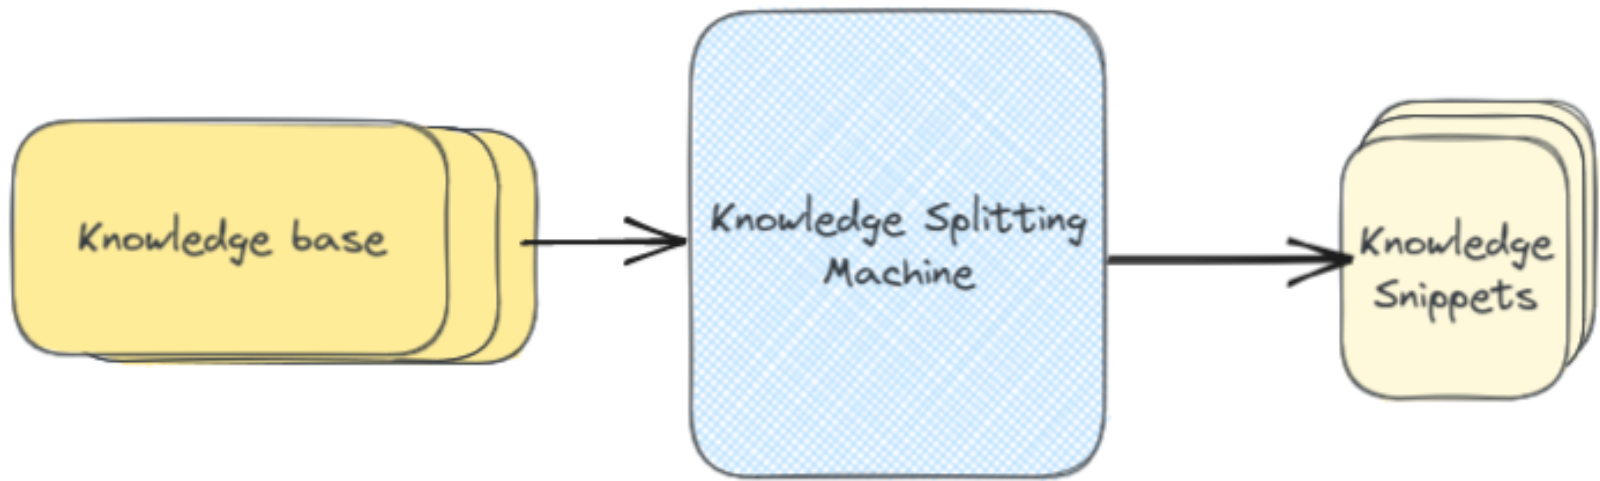 Knowledge base
Knowledge Splitting
Machine
Knowledge
Snippets